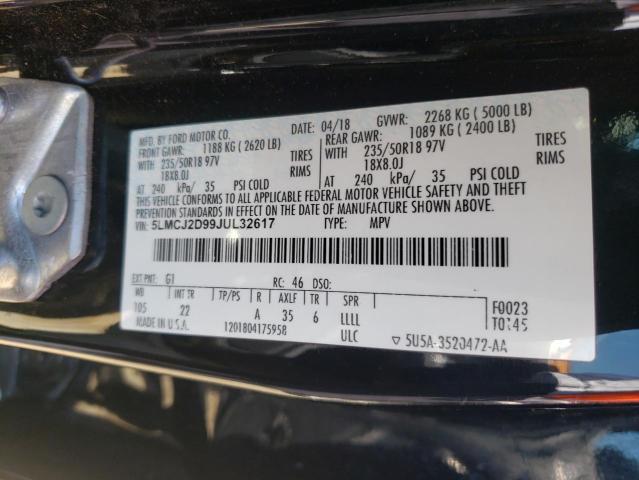 MFD. BY FORD MOTOR CO. DATE: 04/18 GVWR: 2268 KG (5000 LB)
FRONT GAWR: 1188 KG (2620 LB) REAR GAWR: 1089 KG (2400 LB)
WITH 235/50R18 97V TIRES WITH 235/50R18 97V TIRES
18X8.0J RIMS 18X8.0J RIMS
AT 240 kPa/ 35 PSI COLD AT 240 kPa/ 35 PSI COLD
THIS VEHICLE CONFORMS TO ALL APPLICABLE FEDERAL MOTOR VEHICLE SAFETY AND THEFT
PREVENTION STANDARDS IN EFFECT ON THE DATE OF MANUFACTURE SHOWN ABOVE.
VIN: 5LMCJ2D99JUL32617 TYPE: MPV
EXT PNT: G1 RC: 46 DSO:
WB INT TR TP/PS R AXLE TR SPR
105 22 A 35 6 LLLL F0023
MADE IN U.S.A. 1201804175958 ULC T0145
▽ 5U5A-3520472-AA